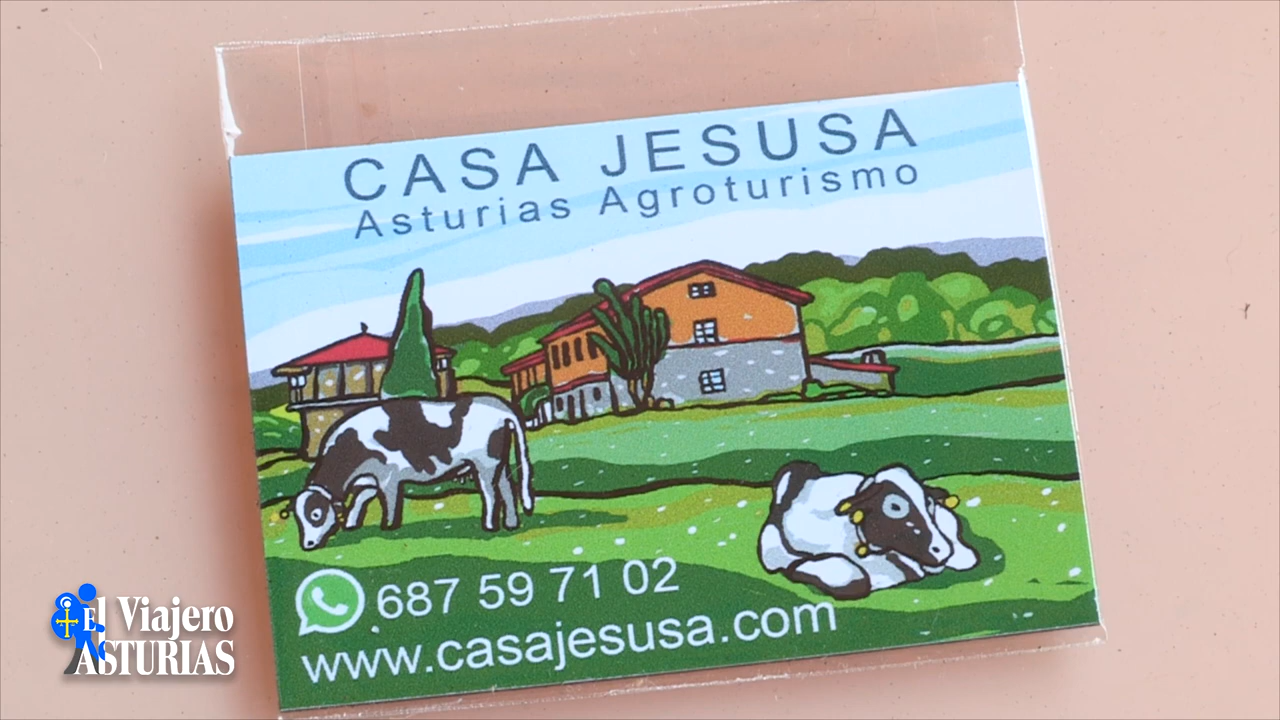 CASA JESUSA
Asturias Agroturismo
687 59 71 02
www.casajesusa.com
El Viajero
ASTURIAS